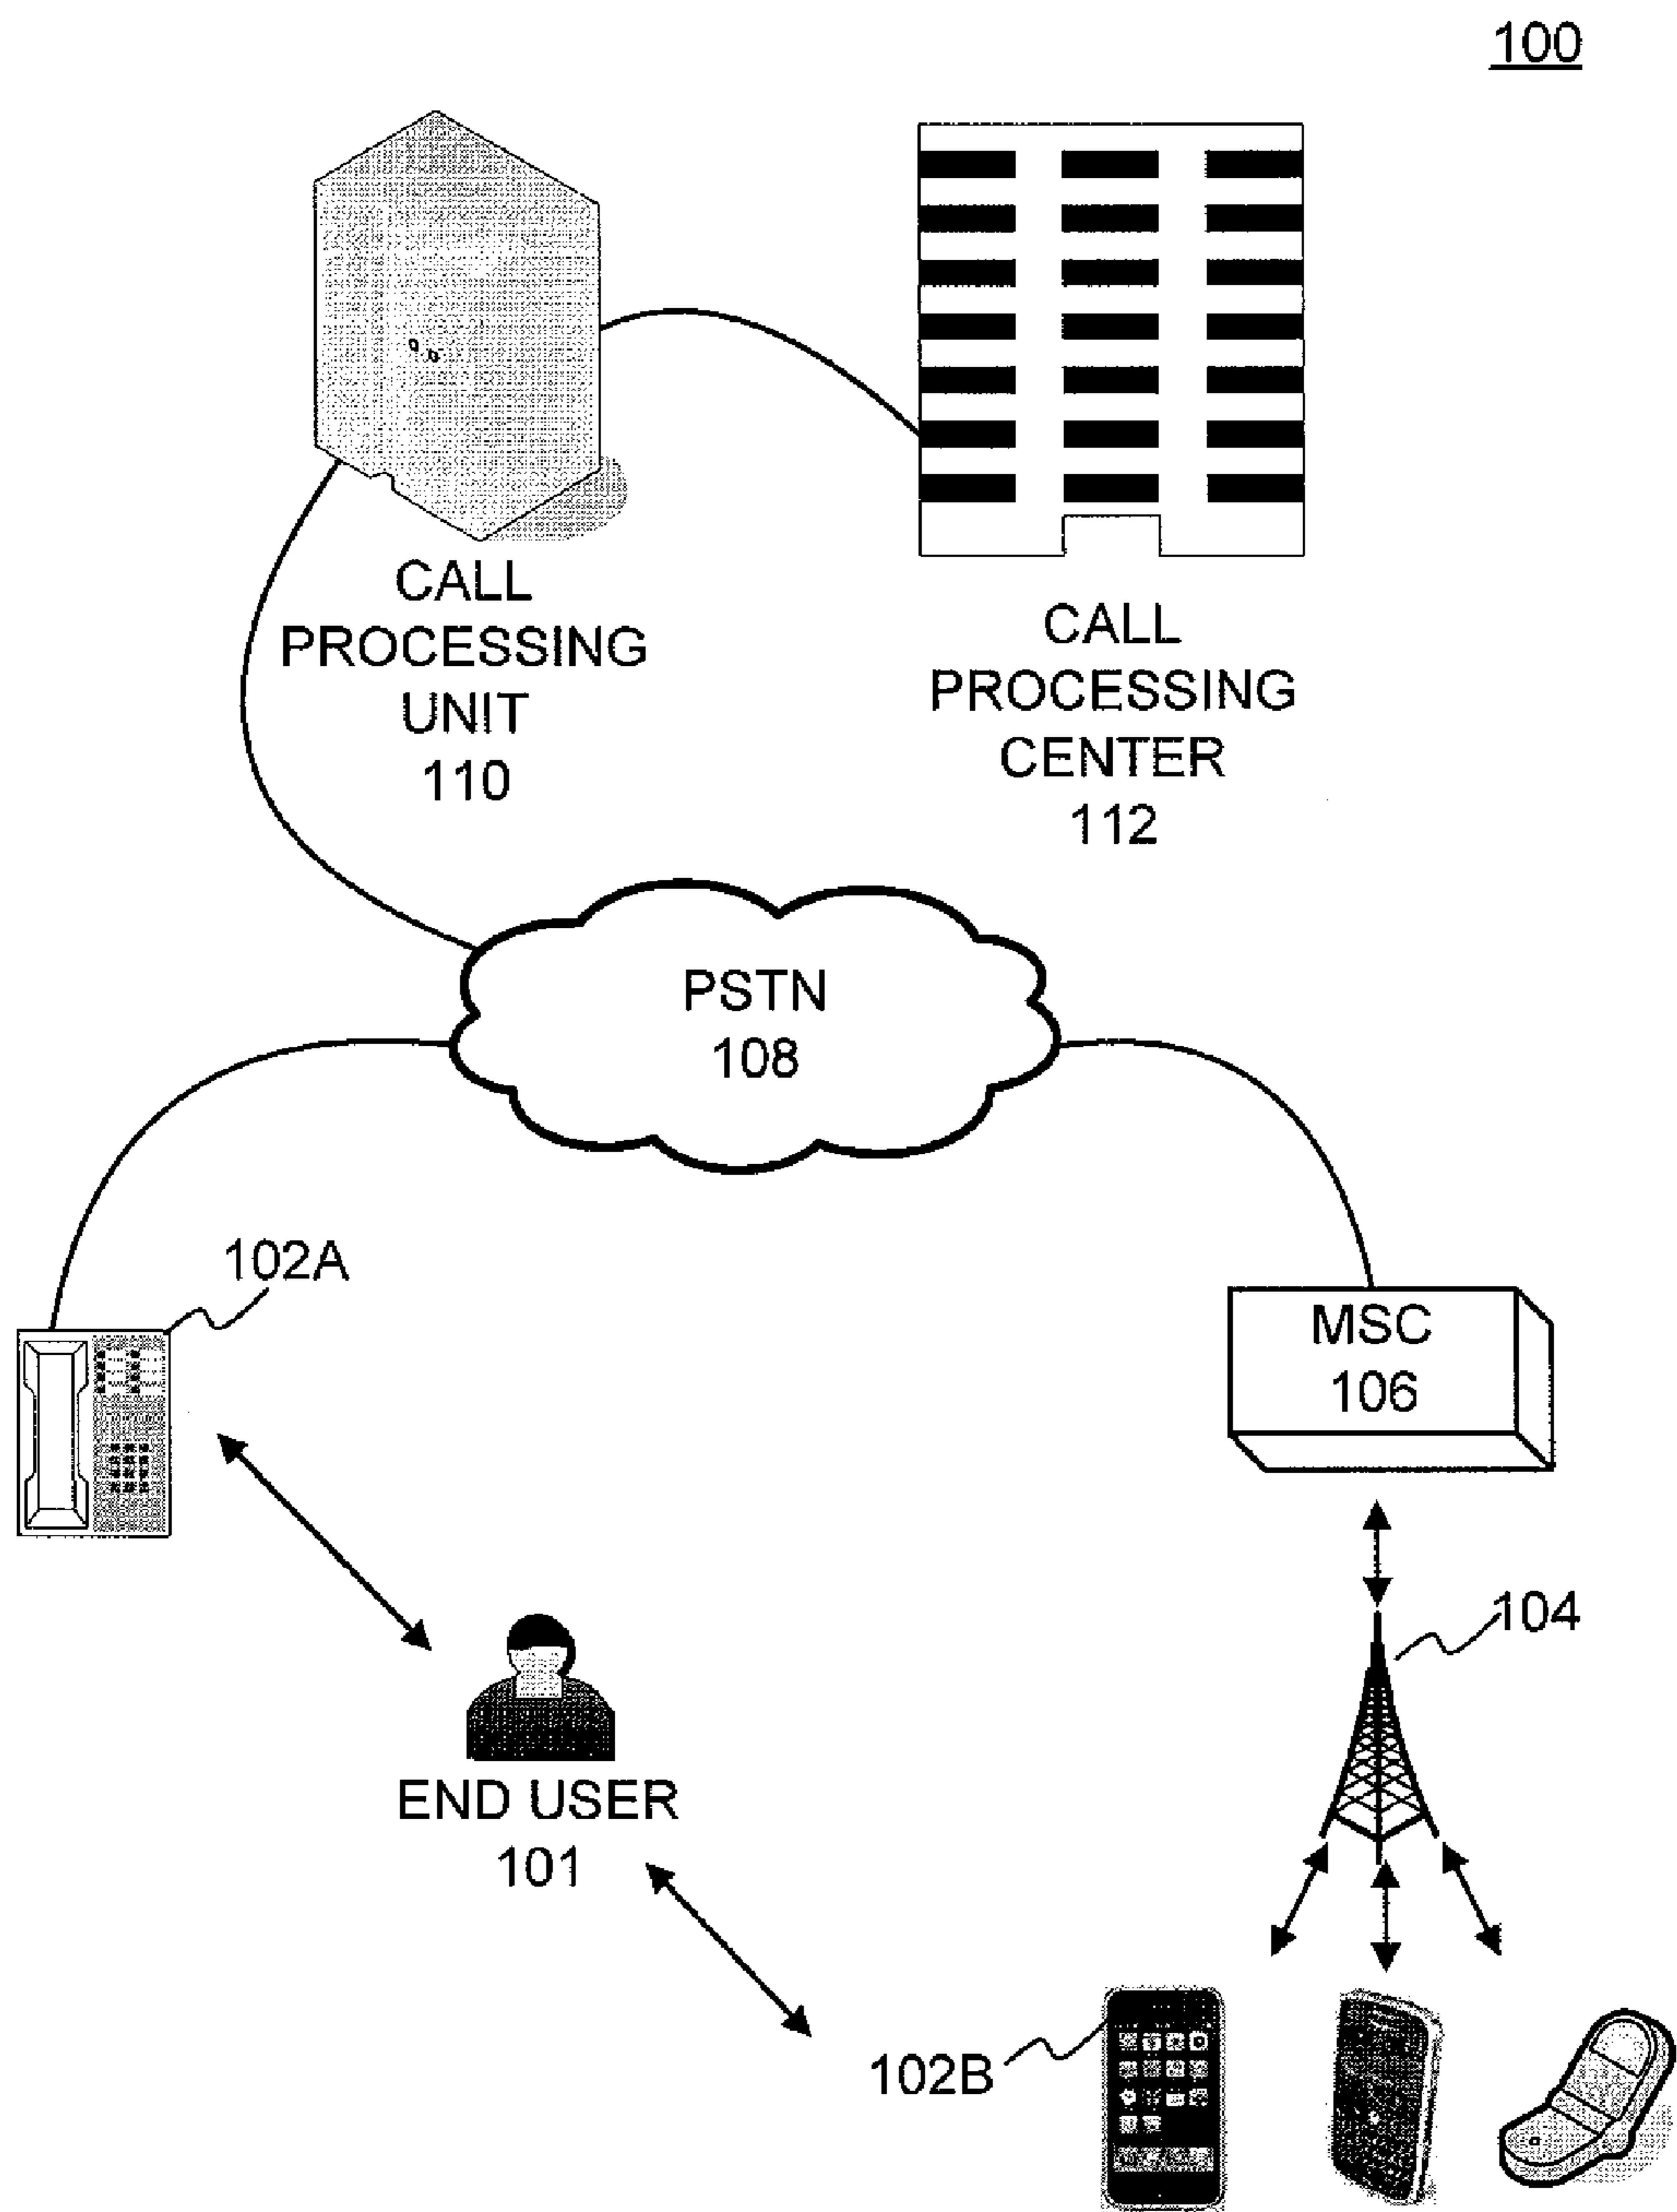 100
CALL
PROCESSING
UNIT
110
CALL
PROCESSING
CENTER
112
PSTN
108
102A
MSC
106
104
END USER
101
102B